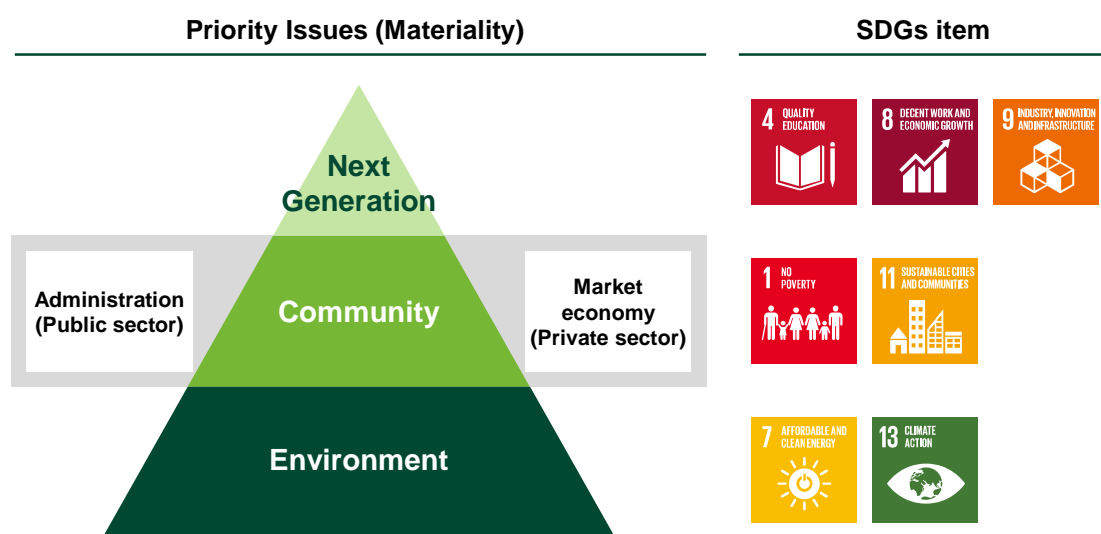 Priority Issues (Materiality)
SDGs item
Next
Generation
4 QUALITY
EDUCATION
8 DECENT WORK AND
ECONOMIC GROWTH
9 INDUSTRY, INNOVATION
AND INFRASTRUCTURE
Administration
(Public sector)
Community
Market
economy
(Private sector)
1 NO
POVERTY
11 SUSTAINABLE CITIES
AND COMMUNITIES
Environment
7 AFFORDABLE AND
CLEAN ENERGY
13 CLIMATE
ACTION